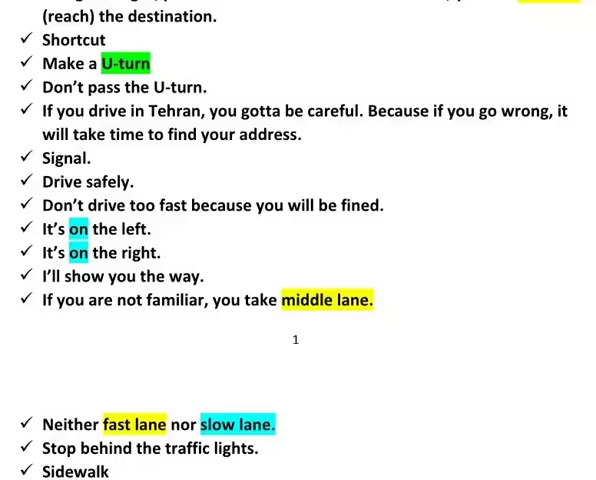 (reach) the destination.
✓ Shortcut
✓ Make a U-turn
✓ Don’t pass the U-turn.
✓ If you drive in Tehran, you gotta be careful. Because if you go wrong, it
will take time to find your address.
✓ Signal.
✓ Drive safely.
✓ Don’t drive too fast because you will be fined.
✓ It’s on the left.
✓ It’s on the right.
✓ I’ll show you the way.
✓ If you are not familiar, you take middle lane.
1
✓ Neither fast lane nor slow lane.
✓ Stop behind the traffic lights.
✓ Sidewalk